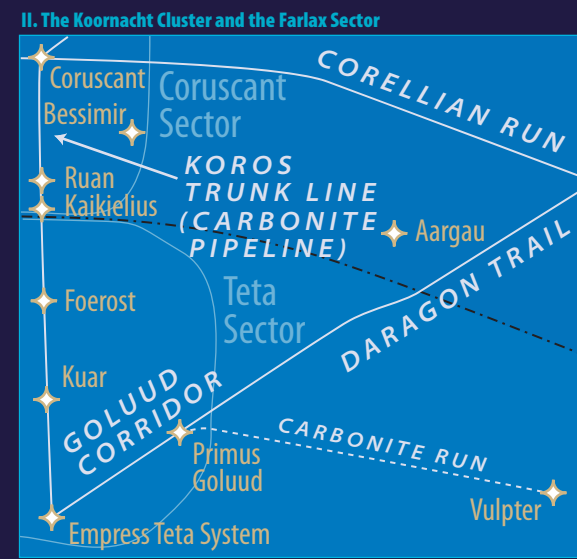 II. The Koornacht Cluster and the Farlax Sector
Coruscant
Bessimir
Coruscant
Sector
CORELLIAN RUN
KOROS
TRUNK LINE
(CARBONITE
PIPELINE)
Ruan
Kaikielius
Aargau
Foerost
Teta
Sector
DARAGON TRAIL
Kuar
GOLUUD
CORRIDOR
CARBONITE RUN
Primus
Goluud
Vulpter
Empress Teta System